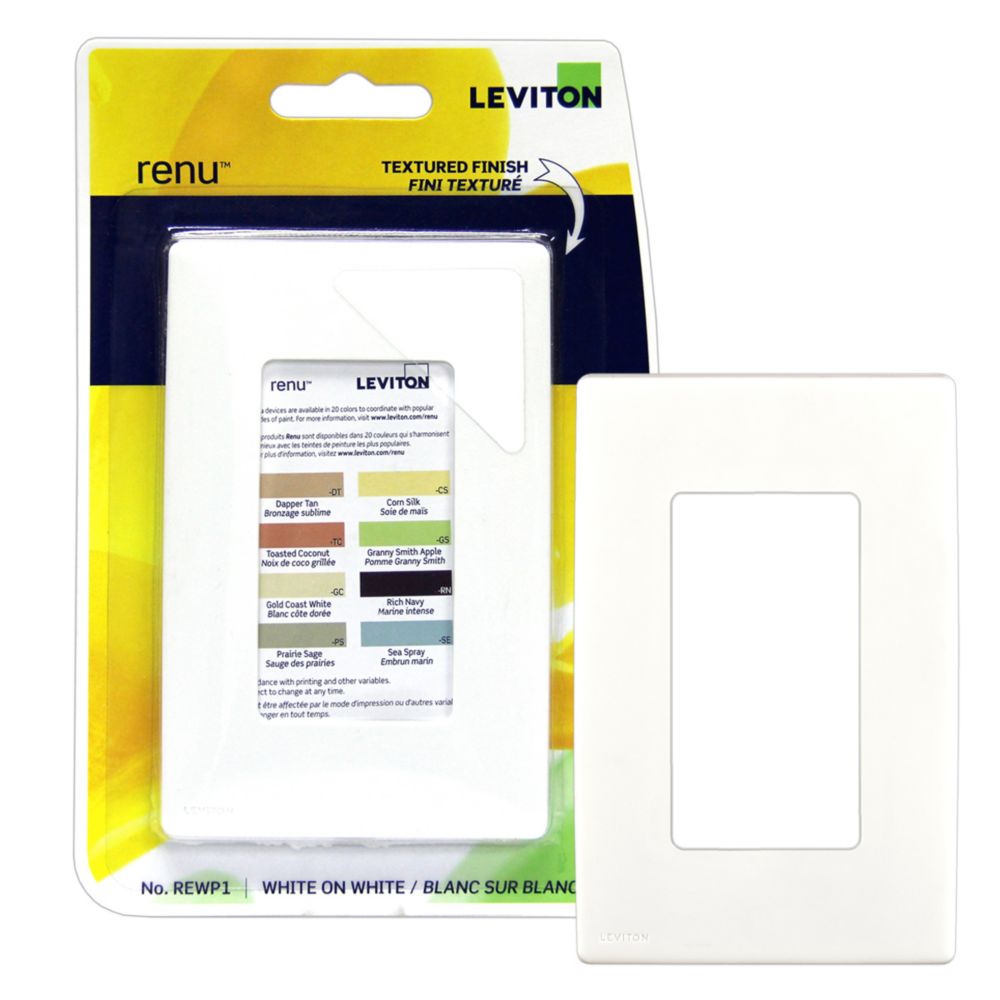 LEVITON
renu™
TEXTURED FINISH
FINI TEXTURÉ
renu™ LEVITON
devices are available in 20 colors to coordinate with popular
of paint. For more information, visit www.leviton.com/renu
produits Renu sont disponibles dans 20 couleurs qui s'harmonisent
mieux avec les teintes de peinture les plus populaires.
plus d'information, visitez www.leviton.com/renu
-DT -CS
Dapper Tan Corn Silk
Bronzage sublime Soie de maïs
-TC -GS
Toasted Coconut Granny Smith Apple
Noix de coco grillée Pomme Granny Smith
-GC -RN
Gold Coast White Rich Navy
Blanc côte dorée Marine intense
-PS -SE
Prairie Sage Sea Spray
Sauge des prairies Embrun marin
dance with printing and other variables.
ect to change at any time.
être affectée par le mode d'impression ou d'autres variab
anger en tout temps.
LEVITON
No. REWP1 | WHITE ON WHITE / BLANC SUR BLANC
LEVITON